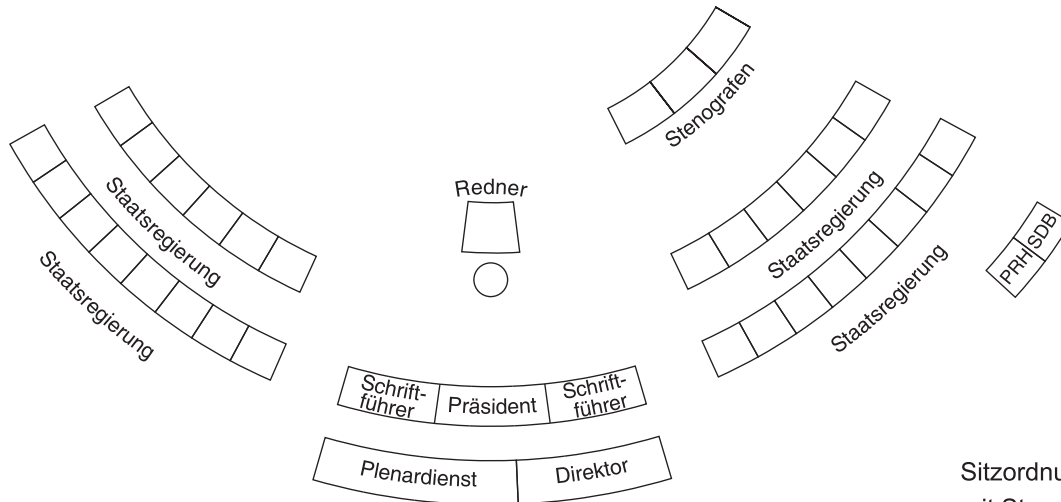 Stenografen
Redner
Staatsregierung
Staatsregierung
Staatsregierung
Staatsregierung
PRH
SDB
Schrift-
führer
Präsident
Schrift-
führer
Plenardienst
Direktor